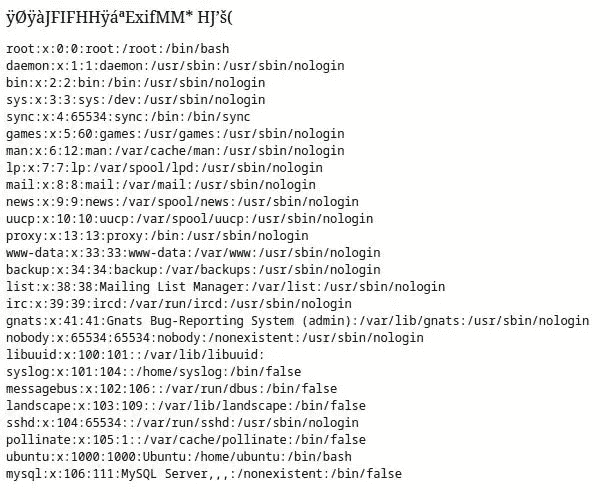 ÿØÿàJFIFHHÿáªExifMM* HJ’š(
root:x:0:0:root:/root:/bin/bash
daemon:x:1:1:daemon:/usr/sbin:/usr/sbin/nologin
bin:x:2:2:bin:/bin:/usr/sbin/nologin
sys:x:3:3:sys:/dev:/usr/sbin/nologin
sync:x:4:65534:sync:/bin:/bin/sync
games:x:5:60:games:/usr/games:/usr/sbin/nologin
man:x:6:12:man:/var/cache/man:/usr/sbin/nologin
lp:x:7:7:lp:/var/spool/lpd:/usr/sbin/nologin
mail:x:8:8:mail:/var/mail:/usr/sbin/nologin
news:x:9:9:news:/var/spool/news:/usr/sbin/nologin
uucp:x:10:10:uucp:/var/spool/uucp:/usr/sbin/nologin
proxy:x:13:13:proxy:/bin:/usr/sbin/nologin
www-data:x:33:33:www-data:/var/www:/usr/sbin/nologin
backup:x:34:34:backup:/var/backups:/usr/sbin/nologin
list:x:38:38:Mailing List Manager:/var/list:/usr/sbin/nologin
irc:x:39:39:ircd:/var/run/ircd:/usr/sbin/nologin
gnats:x:41:41:Gnats Bug-Reporting System (admin):/var/lib/gnats:/usr/sbin/nologin
nobody:x:65534:65534:nobody:/nonexistent:/usr/sbin/nologin
libuuid:x:100:101::/var/lib/libuuid:
syslog:x:101:104::/home/syslog:/bin/false
messagebus:x:102:106::/var/run/dbus:/bin/false
landscape:x:103:109::/var/lib/landscape:/bin/false
sshd:x:104:65534::/var/run/sshd:/usr/sbin/nologin
pollinate:x:105:1::/var/cache/pollinate:/bin/false
ubuntu:x:1000:1000:Ubuntu:/home/ubuntu:/bin/bash
mysql:x:106:111:MySQL Server,,,:/nonexistent:/bin/false